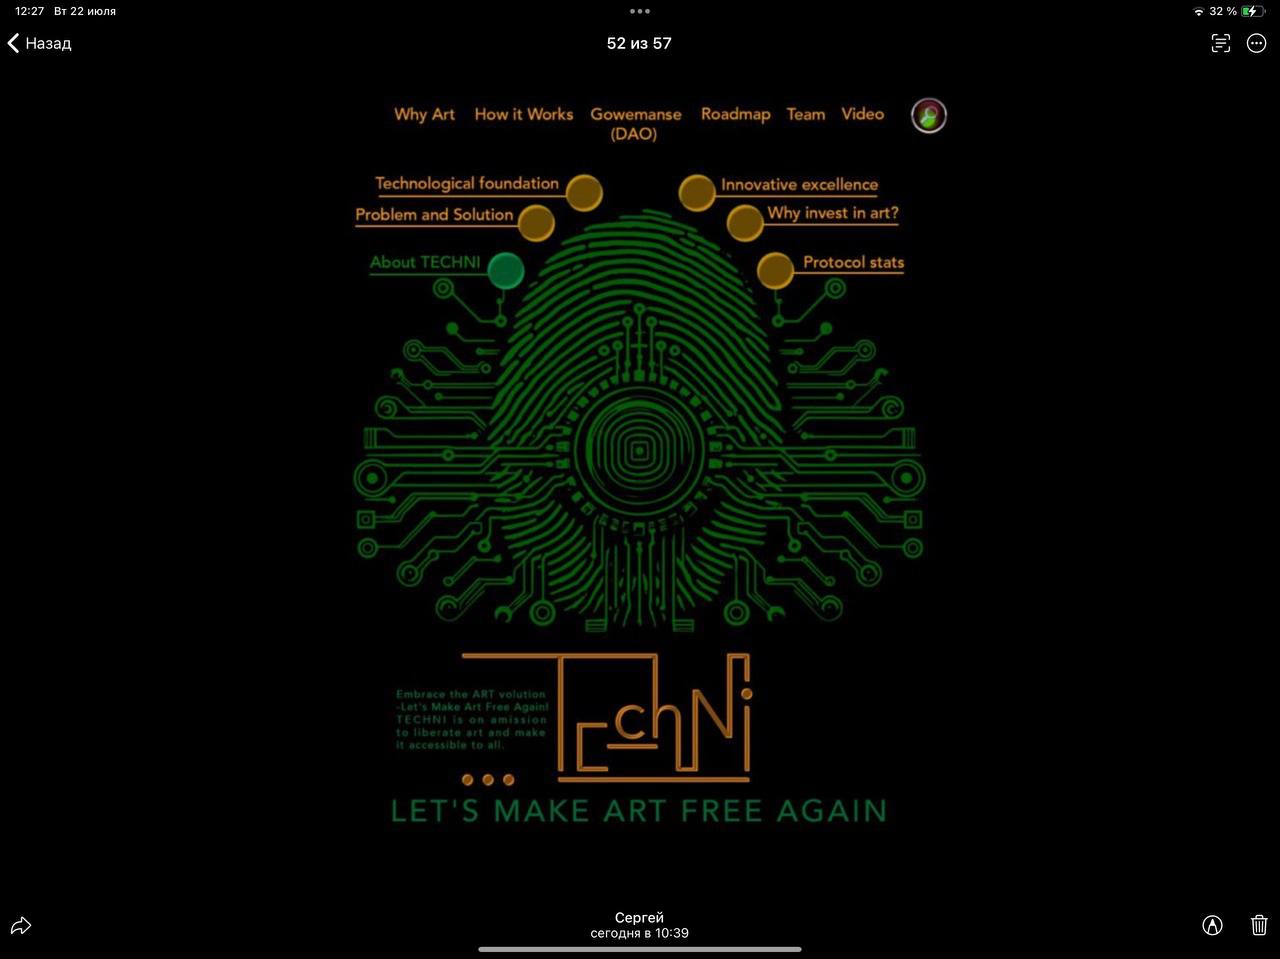 12:27 Вт 22 июля
32 %
Назад
52 из 57
Why Art How it Works Gowemanse Roadmap Team Video
(DAO)
Technological foundation
Innovative excellence
Problem and Solution
Why invest in art?
About TECHNI
Protocol stats
TEchNi
Embrace the ART volution
-Let's Make Art Free Again!
TECHNI is on amission
to liberate art and make
it accessible to all.
LET'S MAKE ART FREE AGAIN
Сергей
сегодня в 10:39